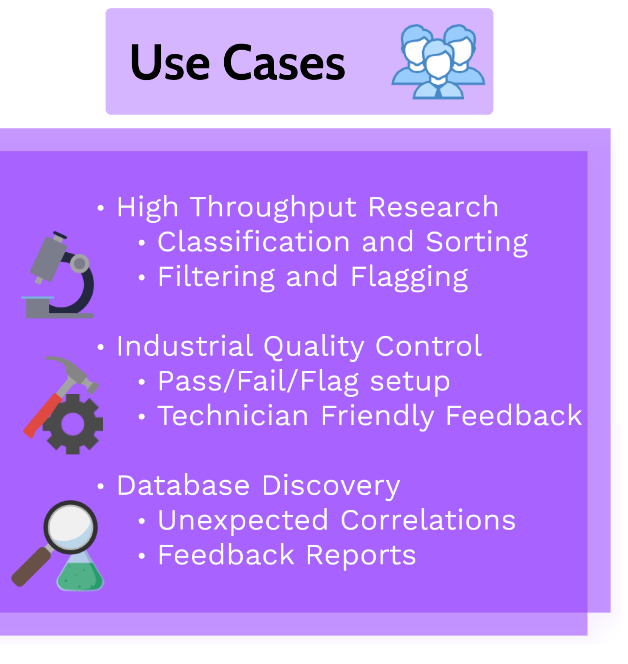 Use Cases
• High Throughput Research
• Classification and Sorting
• Filtering and Flagging
• Industrial Quality Control
• Pass/Fail/Flag setup
• Technician Friendly Feedback
• Database Discovery
• Unexpected Correlations
• Feedback Reports